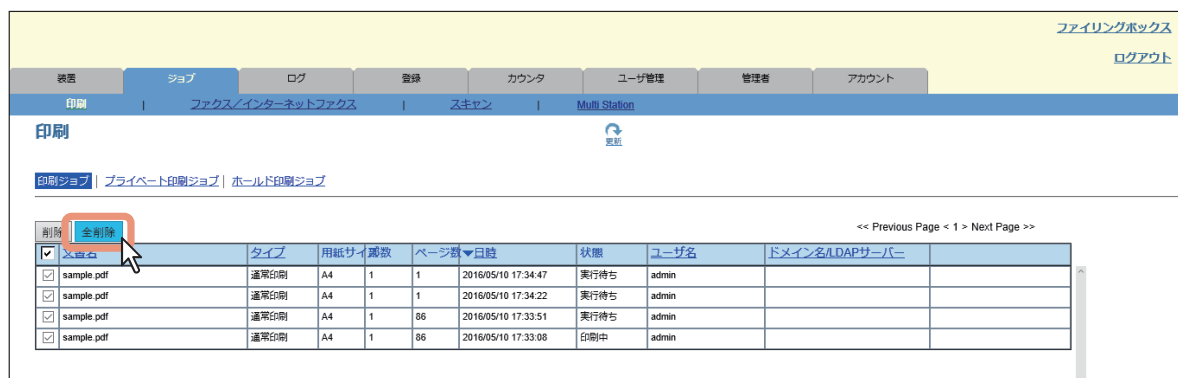 ファイリングボックス
ログアウト
装置 ジョブ ログ 登録 カウンタ ユーザ管理 管理者 アカウント
印刷 | ファクス／インターネットファクス | スキャン | Multi Station
印刷
更新
印刷ジョブ | プライベート印刷ジョブ | ホールド印刷ジョブ
削除 全削除 << Previous Page < 1 > Next Page >>
文書名 タイプ 用紙サイ 部数 ページ数 ▼日時 状態 ユーザ名 ドメイン名/LDAPサーバー
sample.pdf 通常印刷 A4 1 1 2016/05/10 17:34:47 実行待ち admin
sample.pdf 通常印刷 A4 1 1 2016/05/10 17:34:22 実行待ち admin
sample.pdf 通常印刷 A4 1 86 2016/05/10 17:33:51 実行待ち admin
sample.pdf 通常印刷 A4 1 86 2016/05/10 17:33:08 印刷中 admin